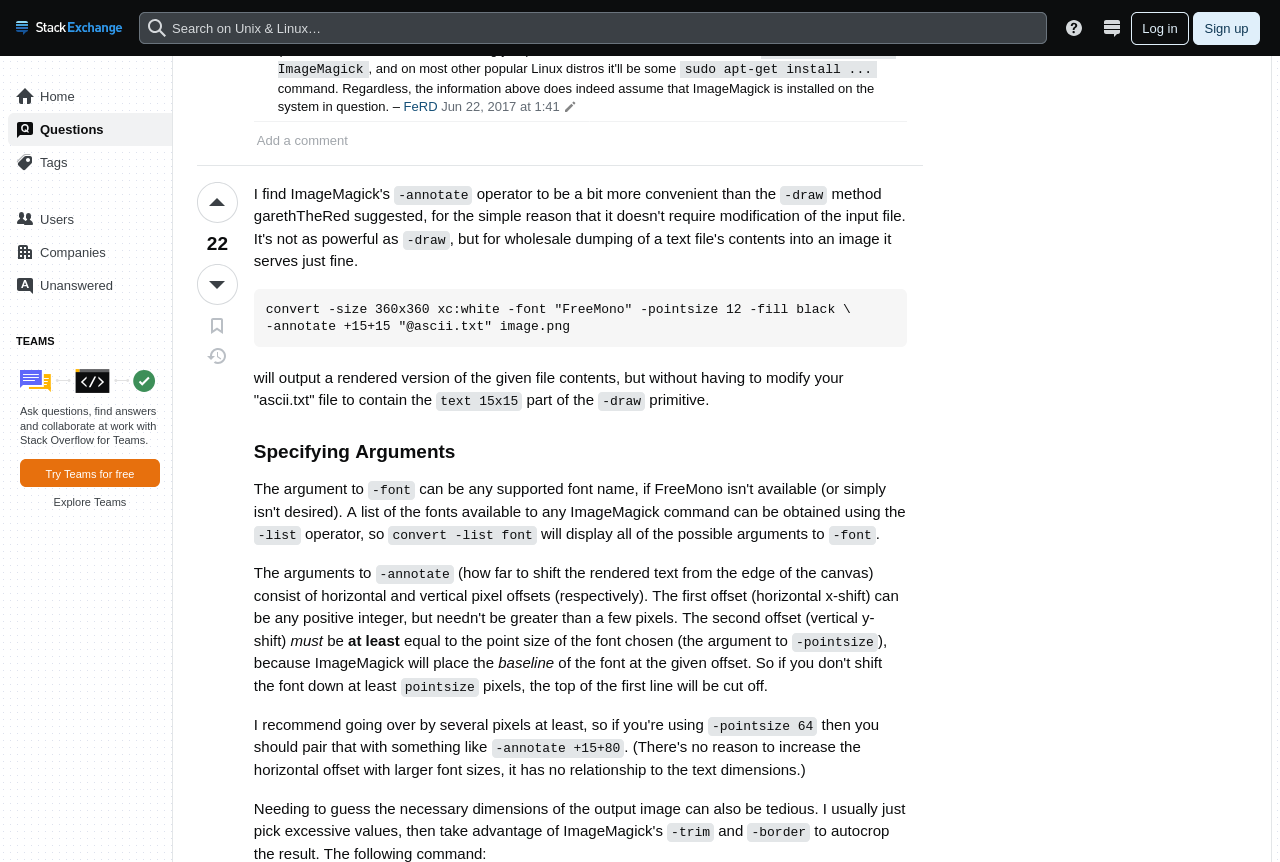 StackExchange
Search on Unix & Linux…
Log in
Sign up
Home
Questions
Tags
Users
Companies
Unanswered
TEAMS
Ask questions, find answers
and collaborate at work with
Stack Overflow for Teams.
Try Teams for free
Explore Teams
ImageMagick, and on most other popular Linux distros it'll be some sudo apt-get install ...
command. Regardless, the information above does indeed assume that ImageMagick is installed on the
system in question. – FeRD Jun 22, 2017 at 1:41
Add a comment
22
I find ImageMagick's -annotate operator to be a bit more convenient than the -draw method
garethTheRed suggested, for the simple reason that it doesn't require modification of the input file.
It's not as powerful as -draw, but for wholesale dumping of a text file's contents into an image it
serves just fine.
convert -size 360x360 xc:white -font "FreeMono" -pointsize 12 -fill black \
-annotate +15+15 "@ascii.txt" image.png
will output a rendered version of the given file contents, but without having to modify your
"ascii.txt" file to contain the text 15x15 part of the -draw primitive.
Specifying Arguments
The argument to -font can be any supported font name, if FreeMono isn't available (or simply
isn't desired). A list of the fonts available to any ImageMagick command can be obtained using the
-list operator, so convert -list font will display all of the possible arguments to -font.
The arguments to -annotate (how far to shift the rendered text from the edge of the canvas)
consist of horizontal and vertical pixel offsets (respectively). The first offset (horizontal x-shift) can
be any positive integer, but needn't be greater than a few pixels. The second offset (vertical y-
shift) must be at least equal to the point size of the font chosen (the argument to -pointsize),
because ImageMagick will place the baseline of the font at the given offset. So if you don't shift
the font down at least pointsize pixels, the top of the first line will be cut off.
I recommend going over by several pixels at least, so if you're using -pointsize 64 then you
should pair that with something like -annotate +15+80. (There's no reason to increase the
horizontal offset with larger font sizes, it has no relationship to the text dimensions.)
Needing to guess the necessary dimensions of the output image can also be tedious. I usually just
pick excessive values, then take advantage of ImageMagick's -trim and -border to autocrop
the result. The following command: